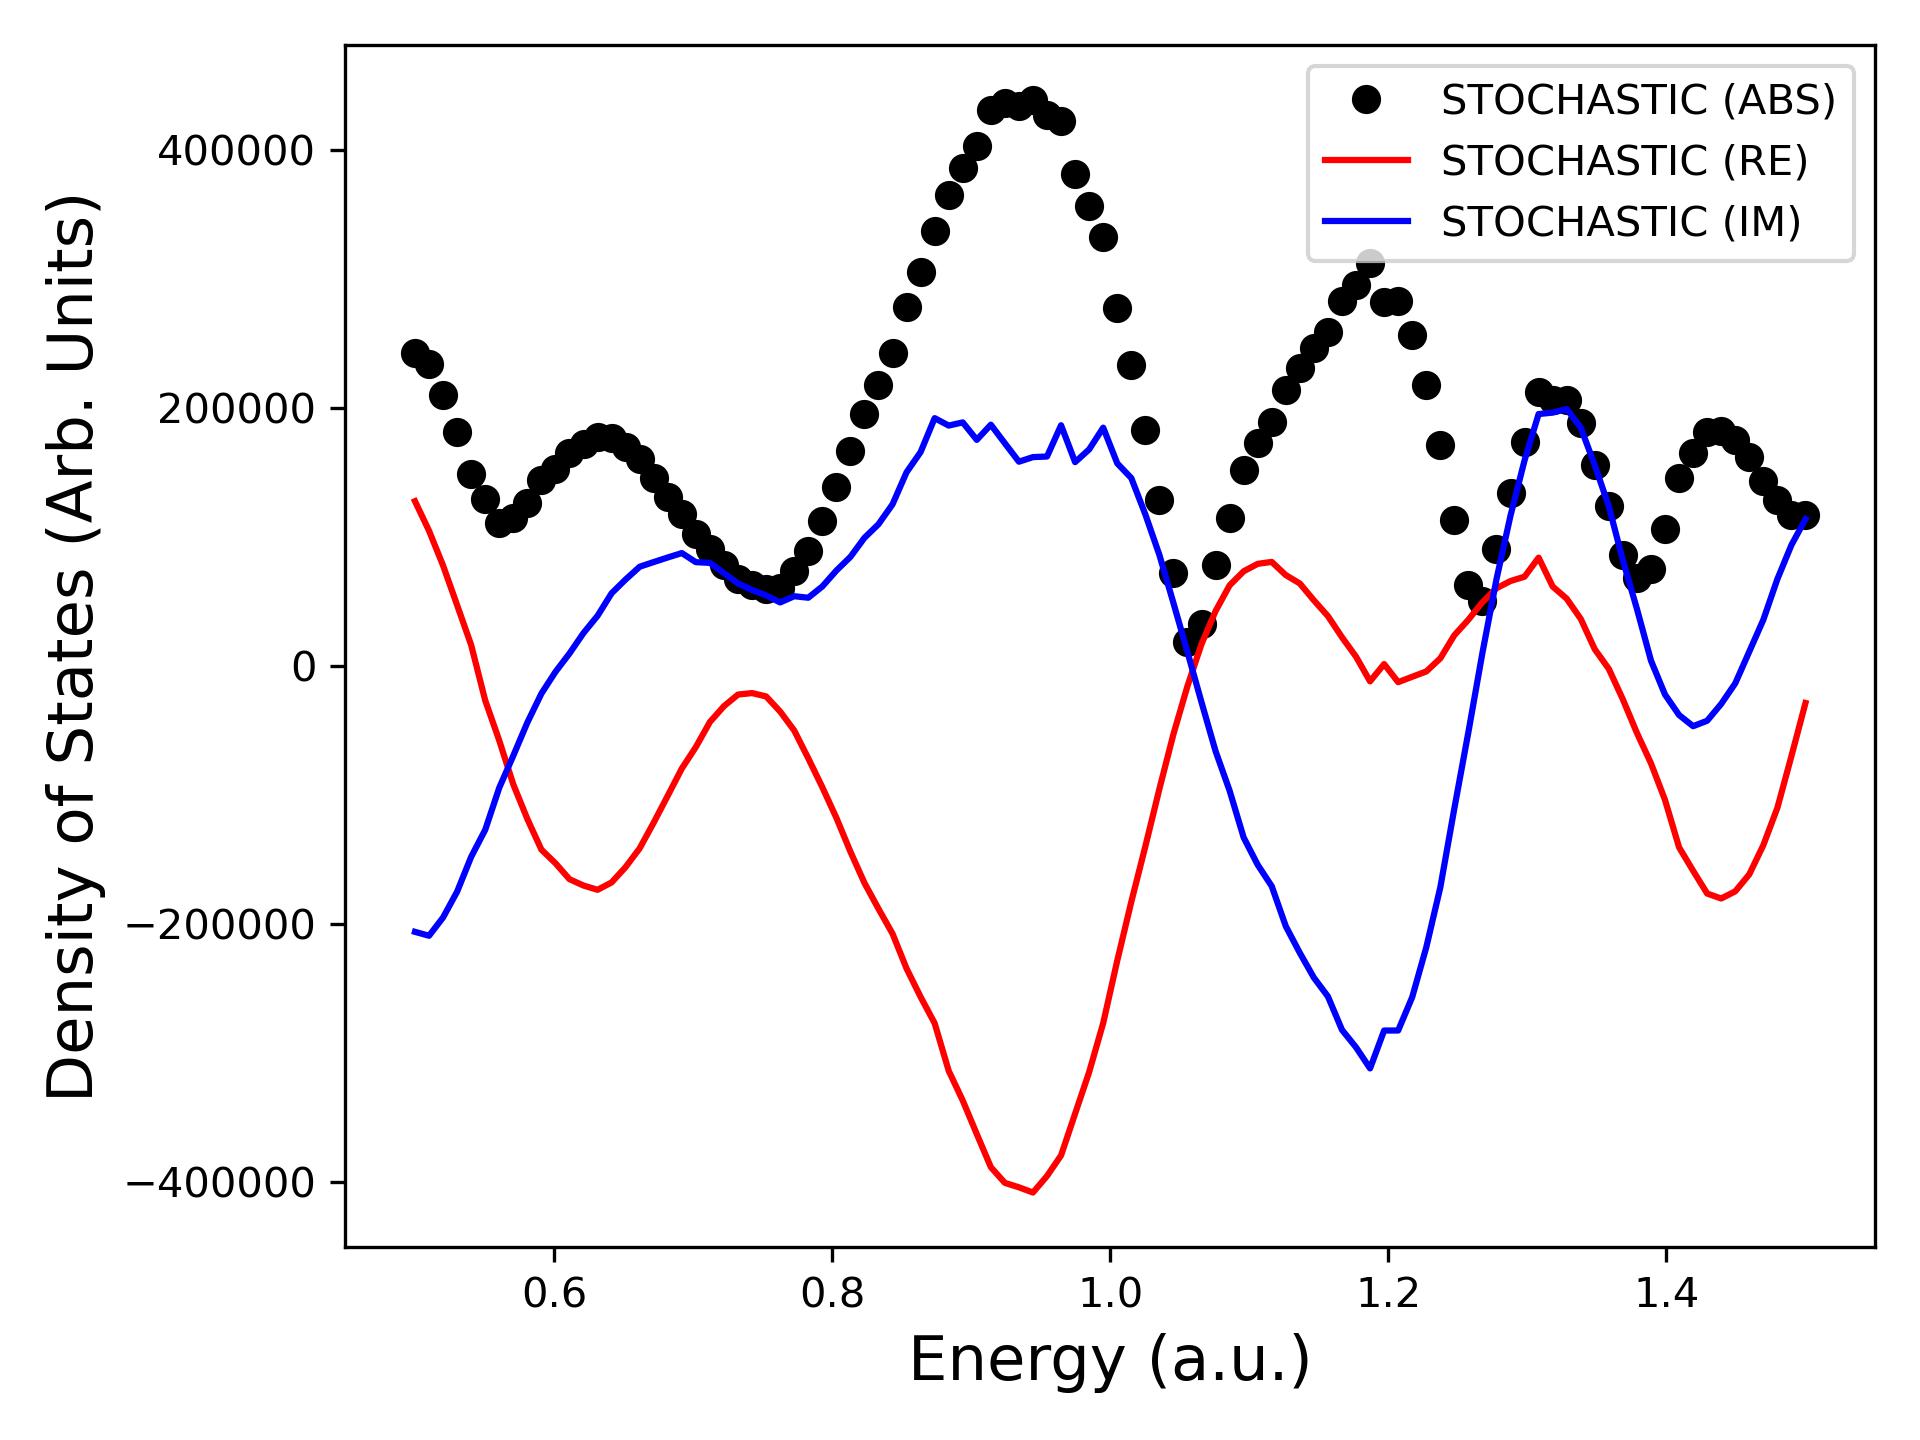 STOCHASTIC (ABS)
STOCHASTIC (RE)
STOCHASTIC (IM)
Density of States (Arb. Units)
400000
200000
0
−200000
−400000
0.6 0.8 1.0 1.2 1.4
Energy (a.u.)